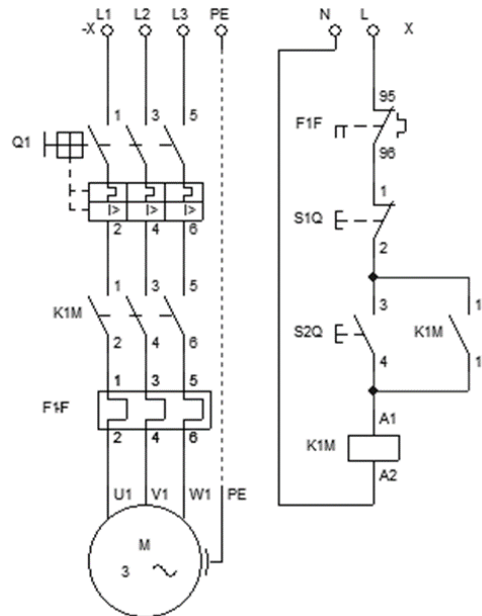 L1 L2 L3 PE
-X
1 3 5
Q1
I> I> I>
2 4 6
1 3 5
K1M
2 4 6
1 3 5
F1F
2 4 6
U1 V1 W1 PE
M
3
N L X
95
F1F
96
1
S1Q
2
3 1
S2Q K1M
4 1
A1
K1M
A2